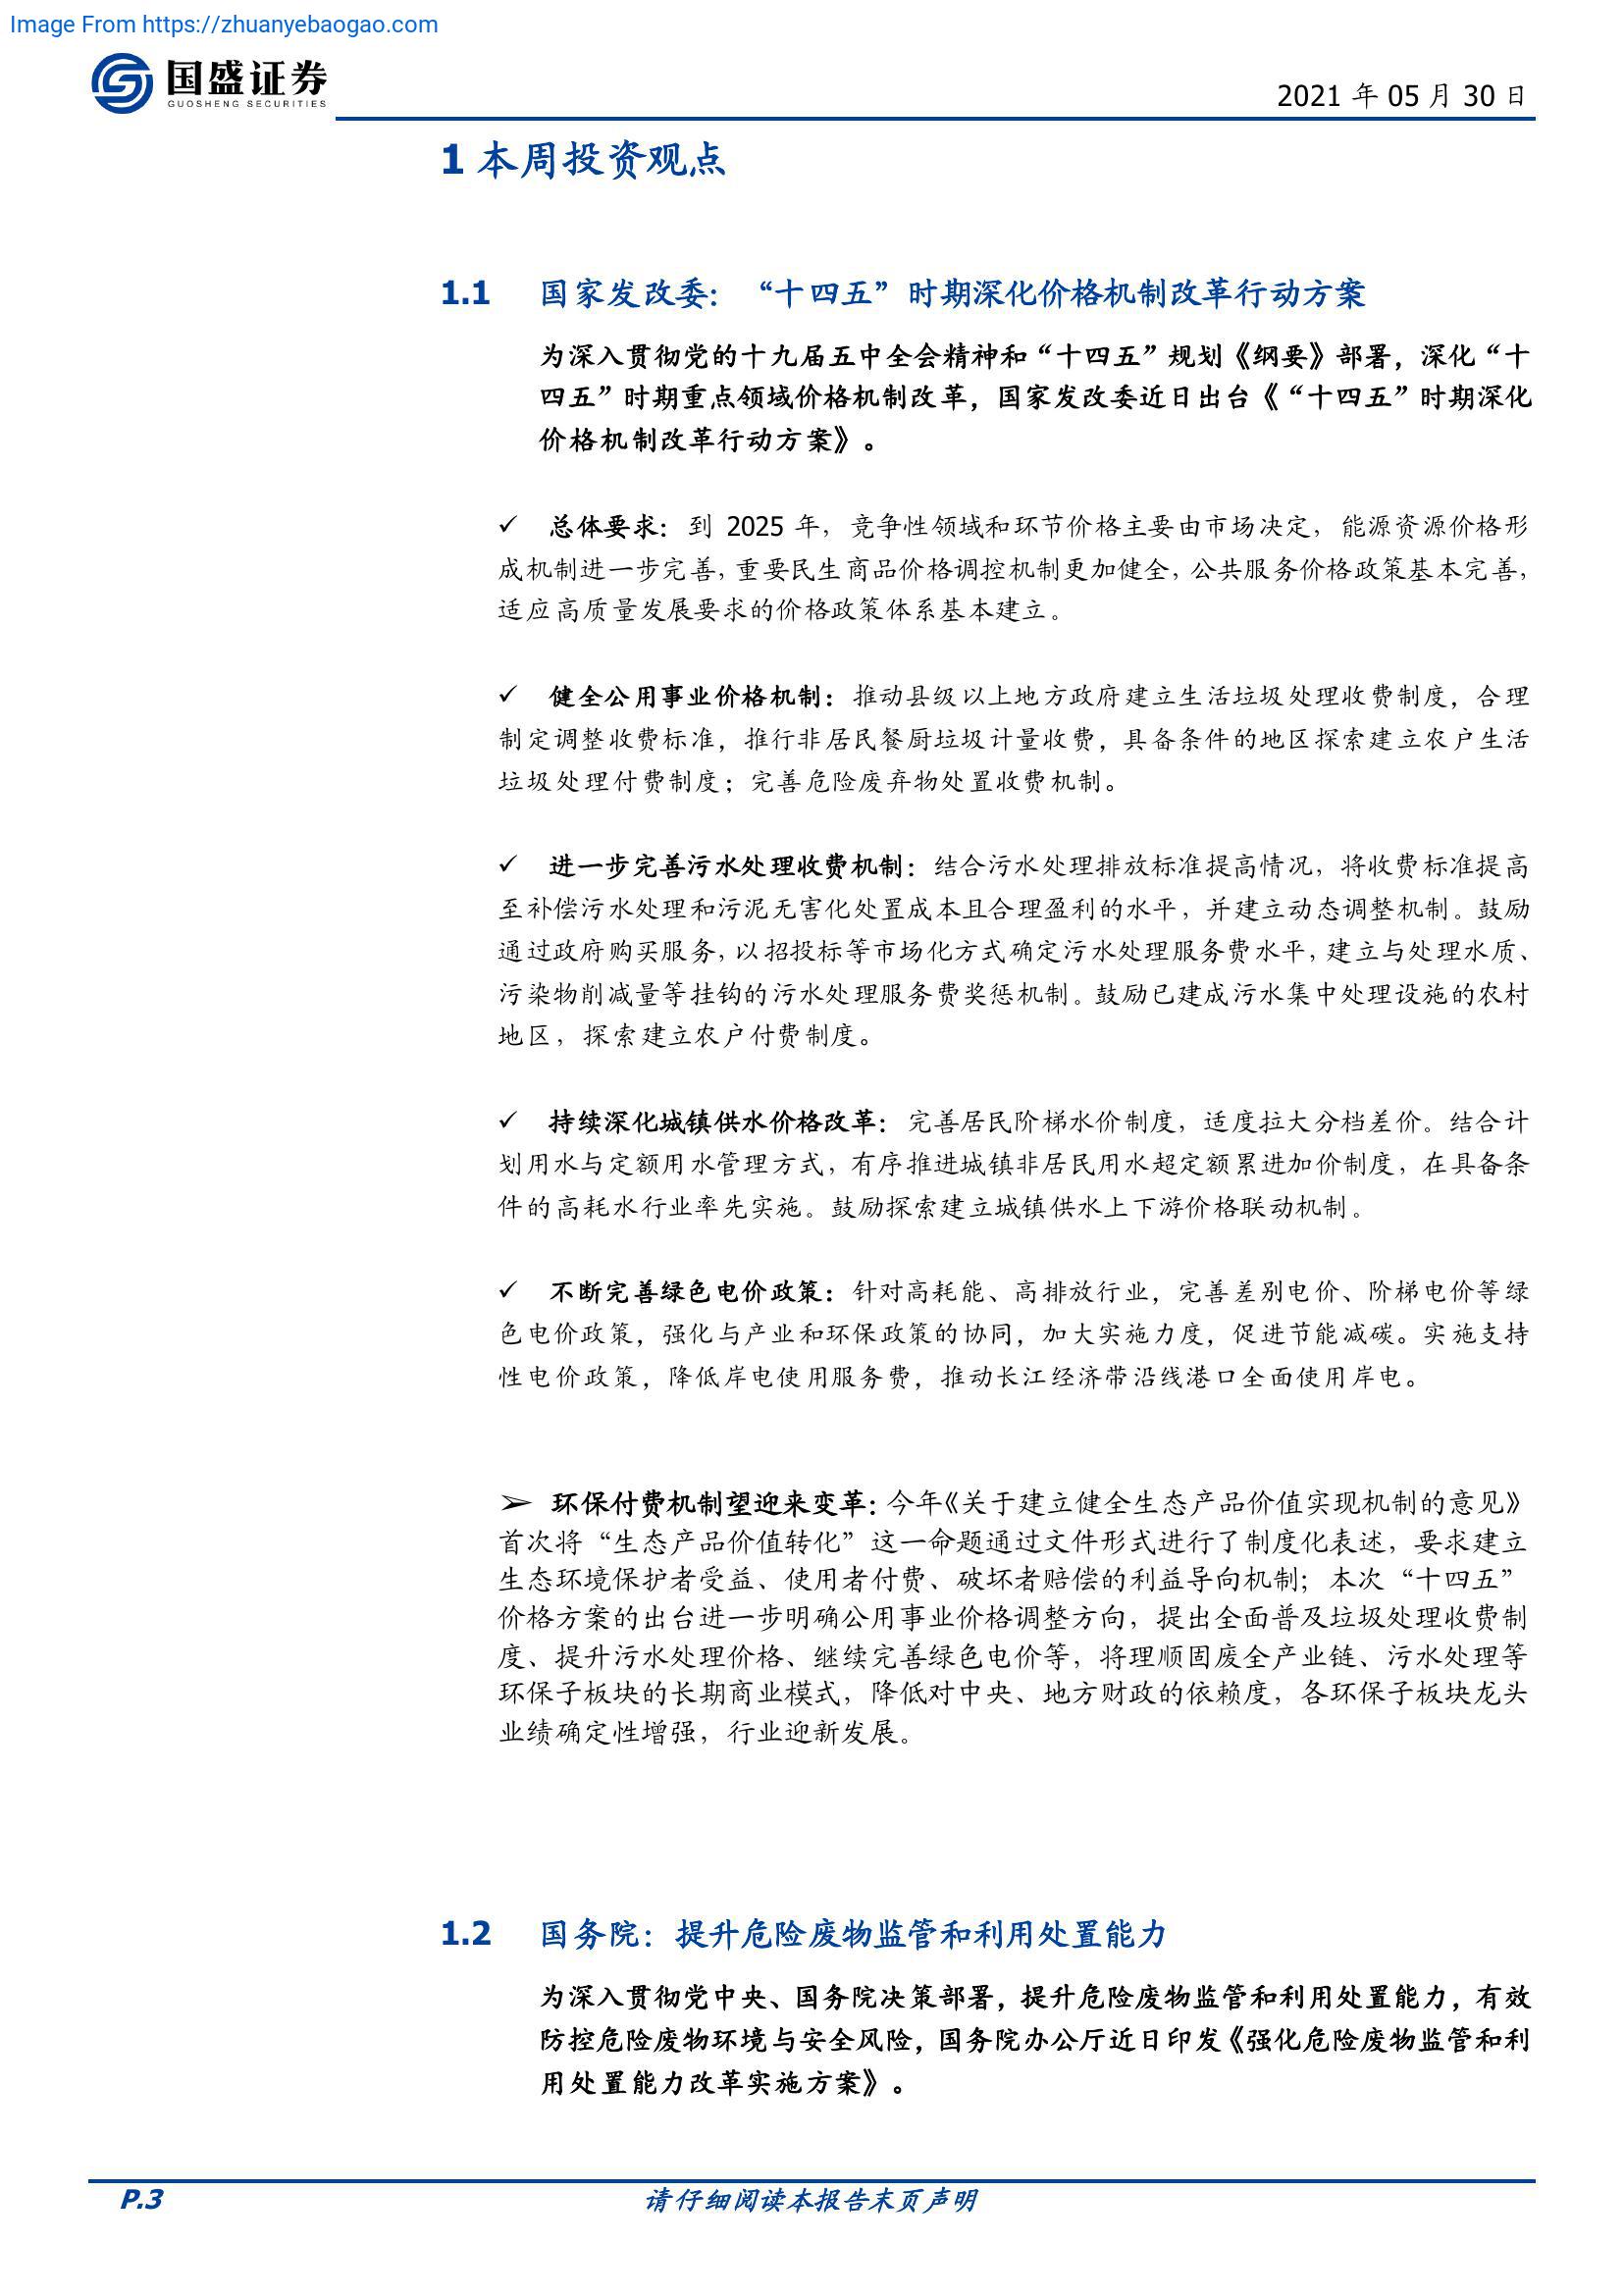 Image From https://zhuanyebaogao.com
国盛证券
GUOSHENG SECURITIES
2021 年 05 月 30 日
1 本周投资观点
1.1 国家发改委：“十四五”时期深化价格机制改革行动方案
为深入贯彻党的十九届五中全会精神和“十四五”规划《纲要》部署，深化“十
四五”时期重点领域价格机制改革，国家发改委近日出台《“十四五”时期深化
价格机制改革行动方案》。
✓ 总体要求：到 2025 年，竞争性领域和环节价格主要由市场决定，能源资源价格形
成机制进一步完善，重要民生商品价格调控机制更加健全，公共服务价格政策基本完善，
适应高质量发展要求的价格政策体系基本建立。
✓ 健全公用事业价格机制：推动县级以上地方政府建立生活垃圾处理收费制度，合理
制定调整收费标准，推行非居民餐厨垃圾计量收费，具备条件的地区探索建立农户生活
垃圾处理付费制度；完善危险废弃物处置收费机制。
✓ 进一步完善污水处理收费机制：结合污水处理排放标准提高情况，将收费标准提高
至补偿污水处理和污泥无害化处置成本且合理盈利的水平，并建立动态调整机制。鼓励
通过政府购买服务，以招投标等市场化方式确定污水处理服务费水平，建立与处理水质、
污染物削减量等挂钩的污水处理服务费奖惩机制。鼓励已建成污水集中处理设施的农村
地区，探索建立农户付费制度。
✓ 持续深化城镇供水价格改革：完善居民阶梯水价制度，适度拉大分档差价。结合计
划用水与定额用水管理方式，有序推进城镇非居民用水超定额累进加价制度，在具备条
件的高耗水行业率先实施。鼓励探索建立城镇供水上下游价格联动机制。
✓ 不断完善绿色电价政策：针对高耗能、高排放行业，完善差别电价、阶梯电价等绿
色电价政策，强化与产业和环保政策的协同，加大实施力度，促进节能减碳。实施支持
性电价政策，降低岸电使用服务费，推动长江经济带沿线港口全面使用岸电。
➢ 环保付费机制望迎来变革：今年《关于建立健全生态产品价值实现机制的意见》
首次将“生态产品价值转化”这一命题通过文件形式进行了制度化表述，要求建立
生态环境保护者受益、使用者付费、破坏者赔偿的利益导向机制；本次“十四五”
价格方案的出台进一步明确公用事业价格调整方向，提出全面普及垃圾处理收费制
度、提升污水处理价格、继续完善绿色电价等，将理顺固废全产业链、污水处理等
环保子板块的长期商业模式，降低对中央、地方财政的依赖度，各环保子板块龙头
业绩确定性增强，行业迎新发展。
1.2 国务院：提升危险废物监管和利用处置能力
为深入贯彻党中央、国务院决策部署，提升危险废物监管和利用处置能力，有效
防控危险废物环境与安全风险，国务院办公厅近日印发《强化危险废物监管和利
用处置能力改革实施方案》。
P.3
请仔细阅读本报告末页声明